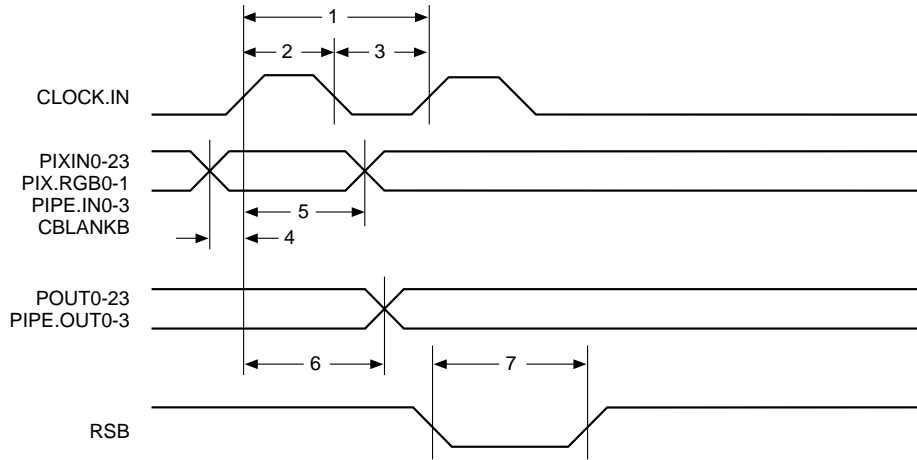 1
2
3
CLOCK.IN
PIXIN0-23
PIX.RGB0-1
PIPE.IN0-3
CBLANKB
5
4
POUT0-23
PIPE.OUT0-3
6
7
RSB